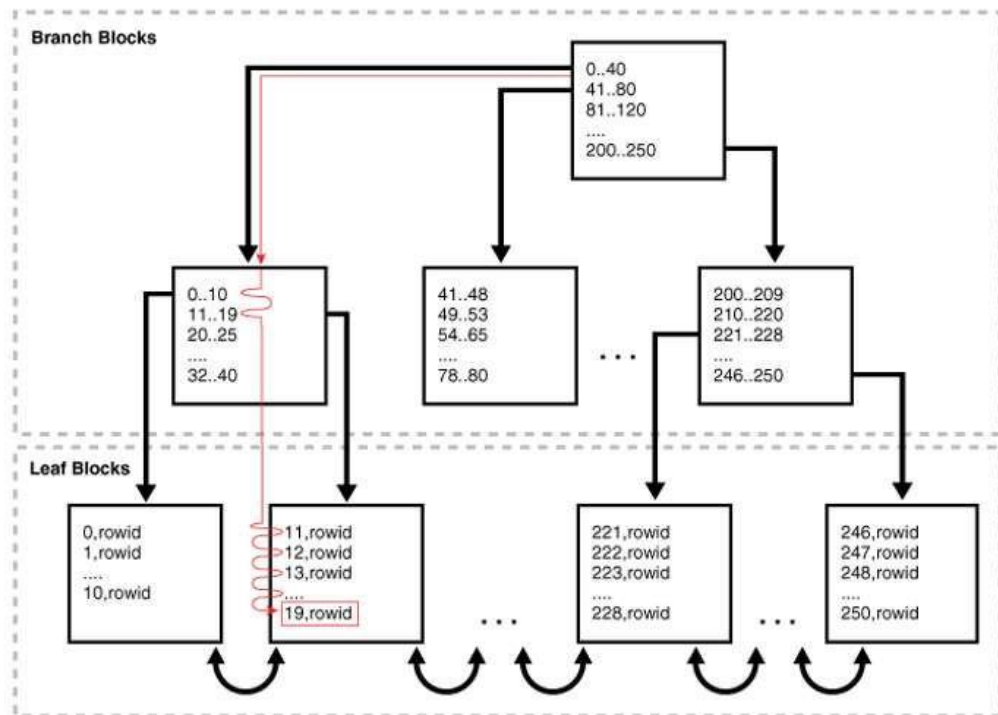 Branch Blocks
0..40
41..80
81..120
....
200..250
0..10
11..19
20..25
....
32..40
41..48
49..53
54..65
....
78..80
...
200..209
210..220
221..228
....
246..250
Leaf Blocks
0,rowid
1,rowid
....
10,rowid
11,rowid
12,rowid
13,rowid
....
19,rowid
...
221,rowid
222,rowid
223,rowid
....
228,rowid
...
246,rowid
247,rowid
248,rowid
....
250,rowid